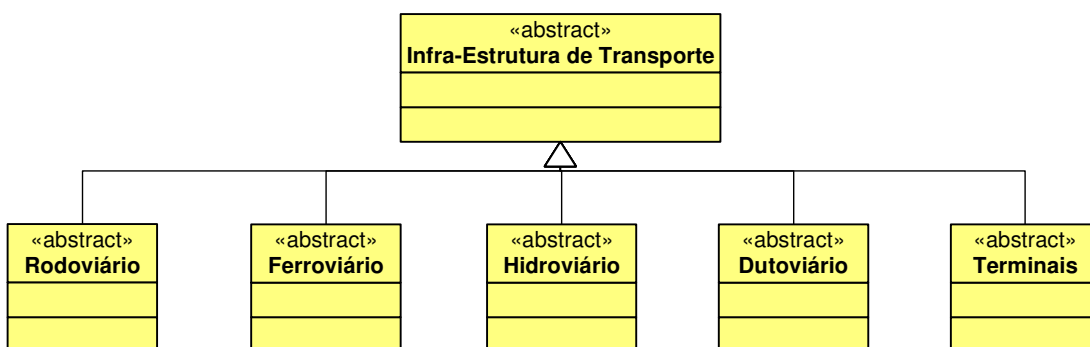 «abstract»
Infra-Estrutura de Transporte
«abstract»
Rodoviário
«abstract»
Ferroviário
«abstract»
Hidroviário
«abstract»
Dutoviário
«abstract»
Terminais